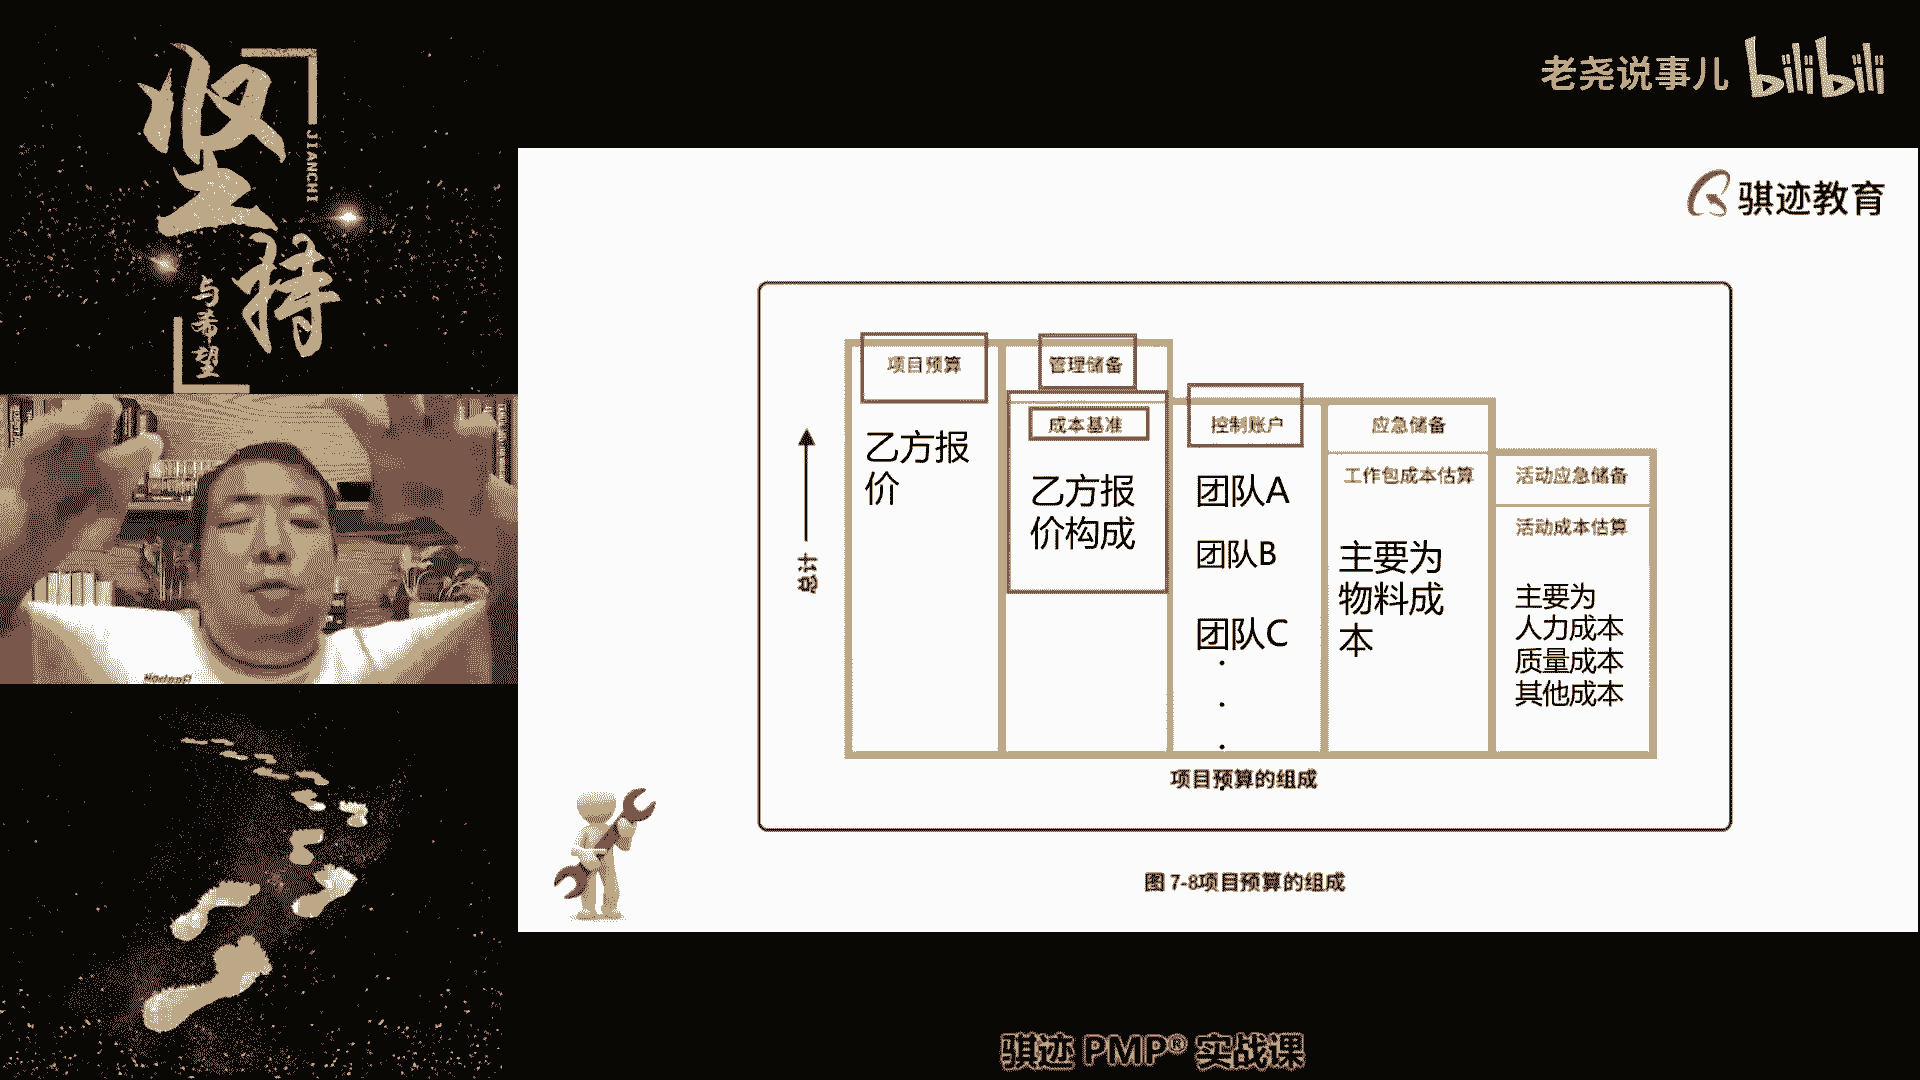 坚
持
JIANCHI
与
希
望
老尧说事儿 bilibili
骐迹教育
总计
项目预算
乙方报
价
管理储备
成本基准
乙方报
价构成
控制账户
团队A
团队B
团队C
应急储备
工作包成本估算
主要为
物料成
本
活动应急储备
活动成本估算
主要为
人力成本
质量成本
其他成本
项目预算的组成
图 7-8项目预算的组成
骐迹 PMP® 实战课